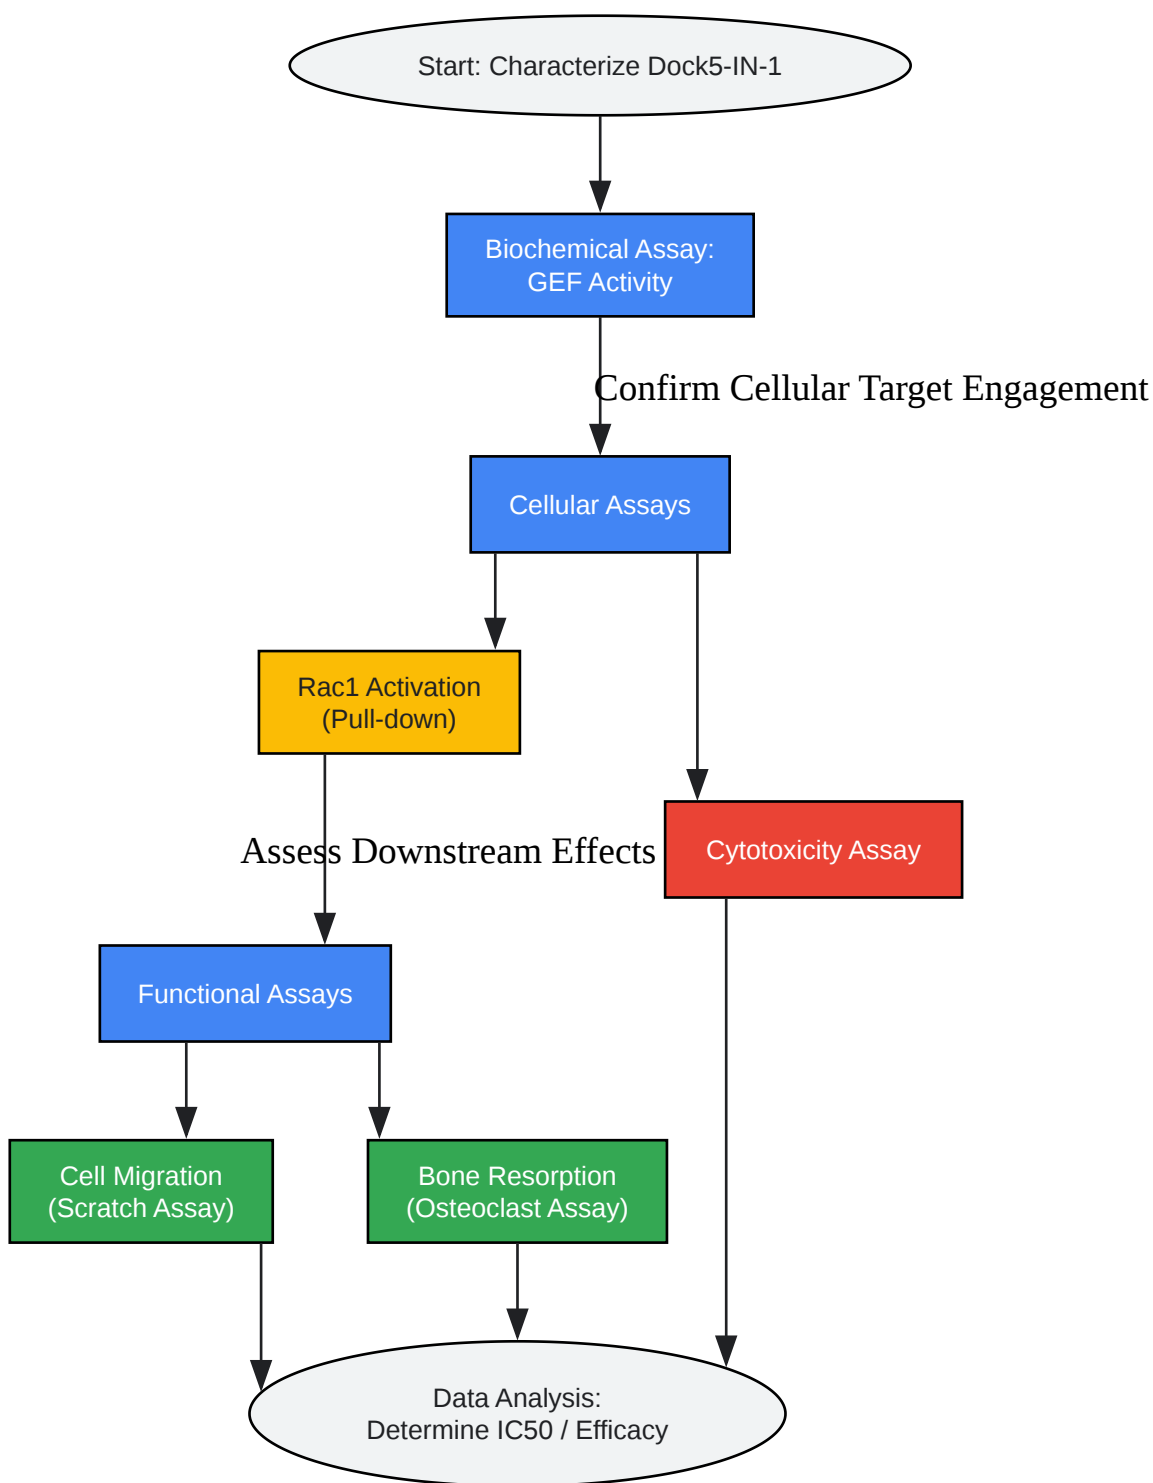 Start: Characterize Dock5-IN-1
Biochemical Assay:
GEF Activity
Confirm Cellular Target Engagement
Cellular Assays
Rac1 Activation
(Pull-down)
Assess Downstream Effects
Cytotoxicity Assay
Functional Assays
Cell Migration
(Scratch Assay)
Bone Resorption
(Osteoclast Assay)
Data Analysis:
Determine IC50 / Efficacy